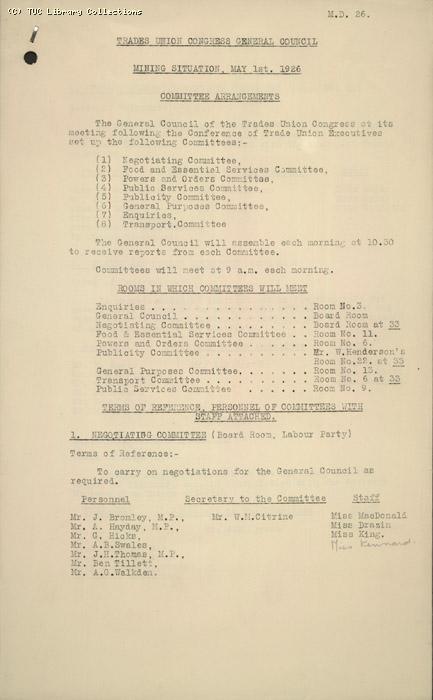 (C) TUC Library Collections
M.D. 26.
TRADES UNION CONGRESS GENERAL COUNCIL
MINING SITUATION, MAY 1st. 1926
COMMITTEE ARRANGEMENTS
The General Council of the Trades Union Congress at its
meeting following the Conference of Trade Union Executives
set up the following Committees:-
(1) Negotiating Committee,
(2) Food and Essential Services Committee,
(3) Powers and Orders Committee,
(4) Public Services Committee,
(5) Publicity Committee,
(6) General Purposes Committee,
(7) Enquiries,
(8) Transport.Committee
The General Council will assemble each morning at 10.30
to receive reports from each Committee.
Committees will meet at 9 a.m. each morning.
ROOMS IN WHICH COMMITTEES WILL MEET
Enquiries . . . . . . . . . . . . . Room No.3.
General Council . . . . . . . . . . Board Room
Negotiating Committee . . . . . . . . Board Room at 33
Food & Essential Services Committee . . Room No. 11.
Powers and Orders Committee . . . . . . Room No. 6.
Publicity Committee . . . . . . . . . Mr. W.Henderson's
Room No.32. at 33
General Purposes Committee. . . . . . . Room No. 13.
Transport Committee . . . . . . . . . Room No. 6 at 33
Public Services Committee . . . . . . Room No. 9.
TERMS OF REFERENCE, PERSONNEL OF COMMITTEES WITH
STAFF ATTACHED.
1. NEGOTIATING COMMITTEE (Board Room, Labour Party)
Terms of Reference:-
To carry on negotiations for the General Council as
required.
Personnel Secretary to the Committee Staff
Mr. J. Bromley, M.P., Mr. W.M.Citrine Miss MacDonald
Mr. A. Hayday, M.P., Miss Drazin
Mr. G. Hicks, Miss King.
Mr. A.B.Swales, Miss Kennard.
Mr. J.H.Thomas, M.P.,
Mr. Ben Tillett,
Mr. A.G.Walkden.